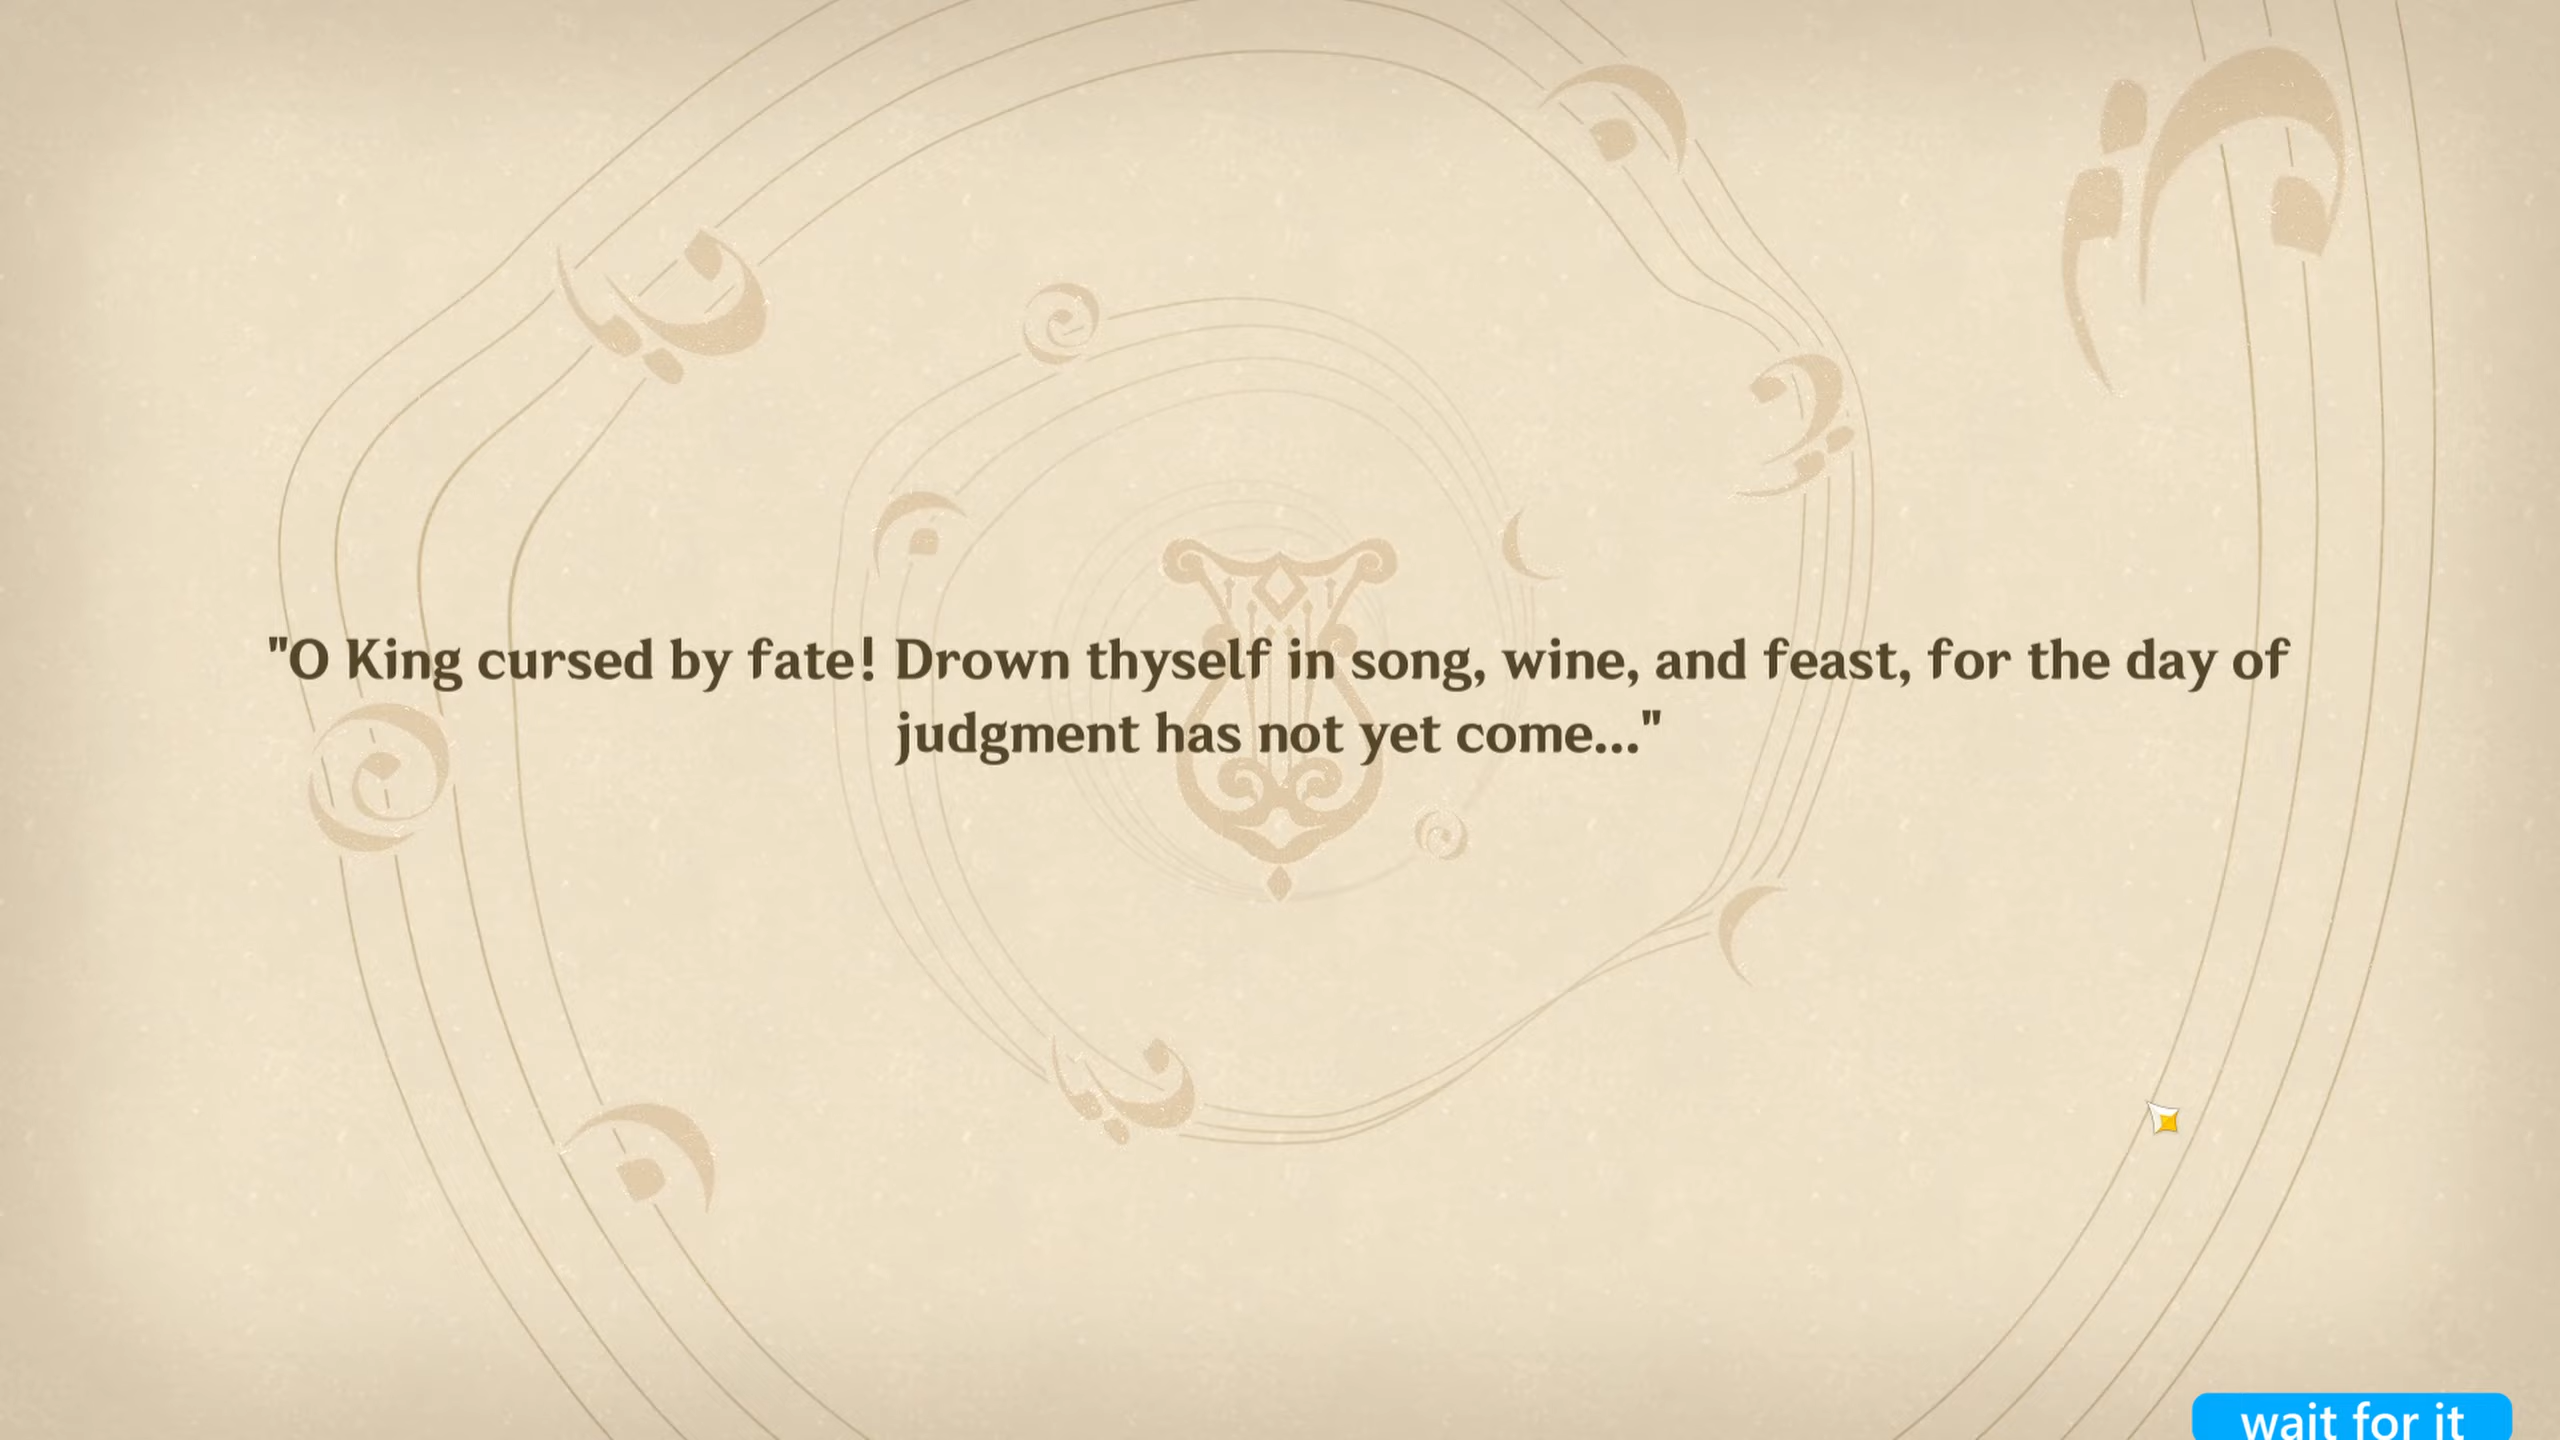 "O King cursed by fate! Drown thyself in song, wine, and feast, for the day of
judgment has not yet come..."
wait for it